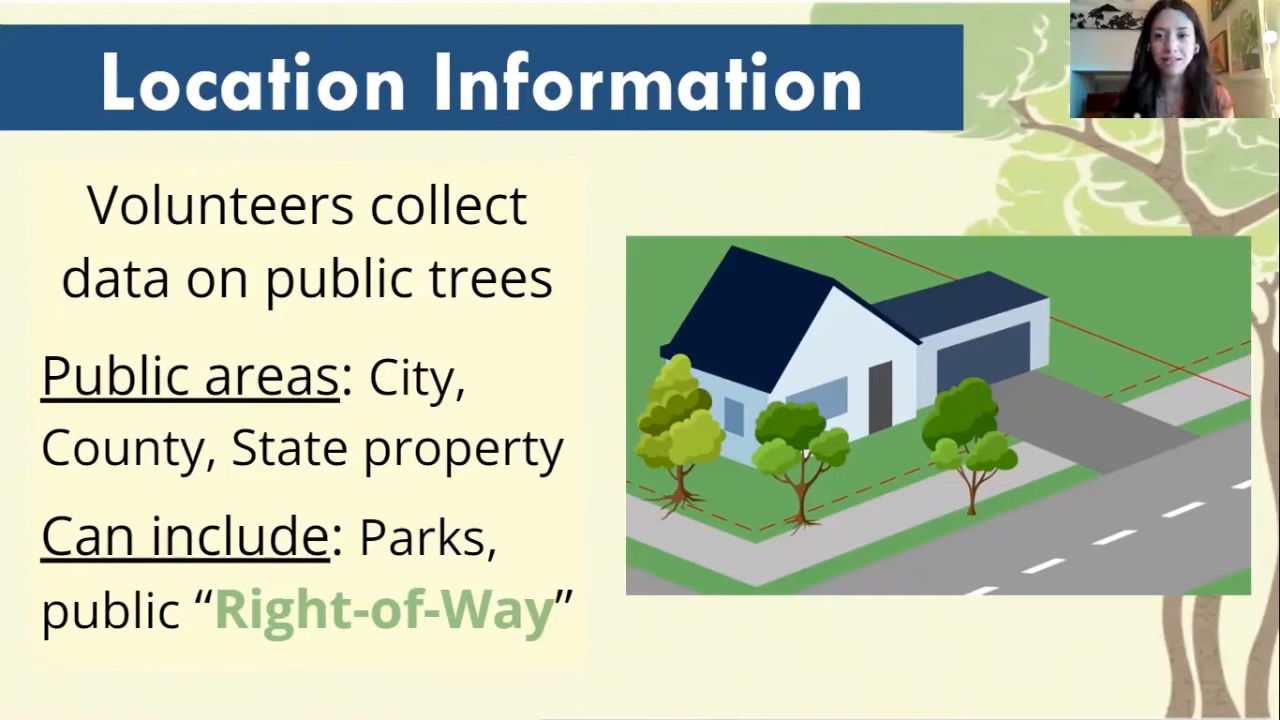 Location Information
Volunteers collect
data on public trees
Public areas: City,
County, State property
Can include: Parks,
public “Right-of-Way”